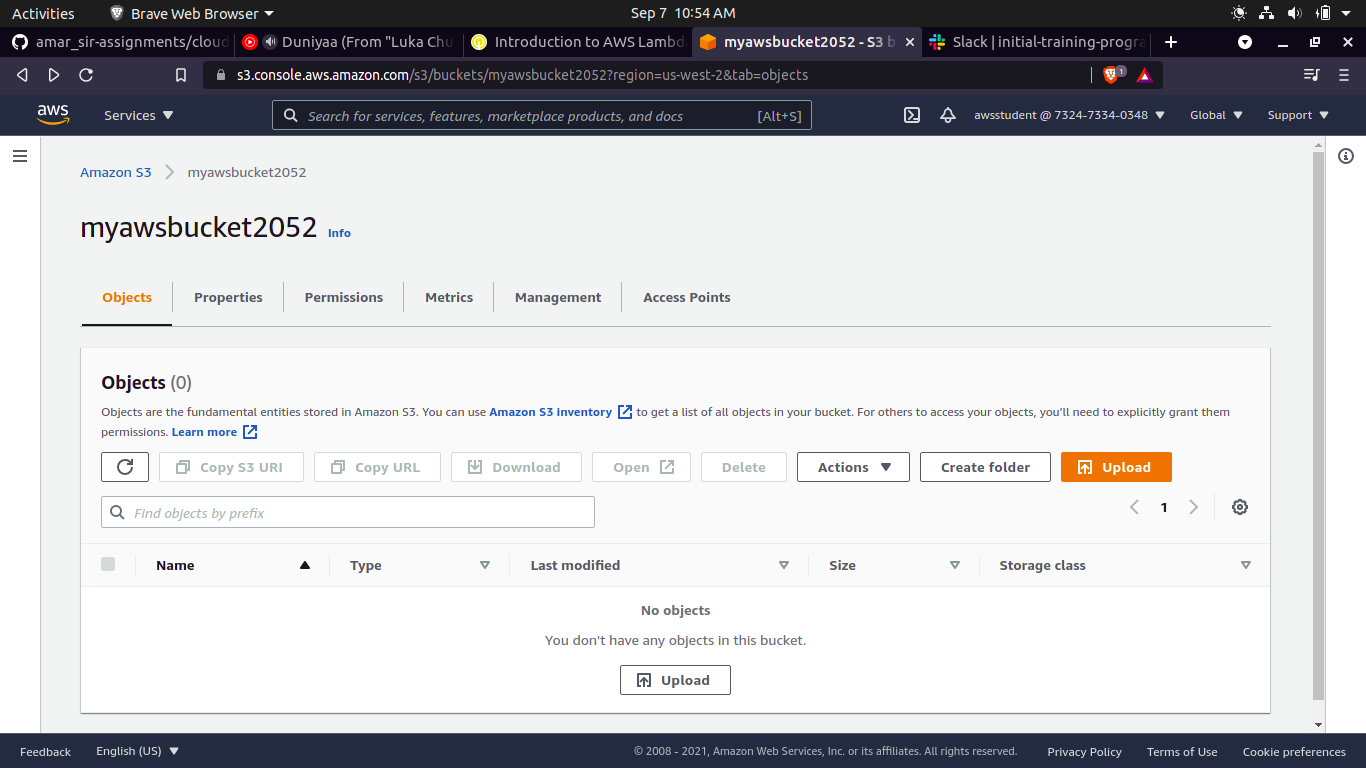 Activities Brave Web Browser Sep 7 10:54 AM
amar_sir-assignments/cloud Duniyaa (From "Luka Chu Introduction to AWS Lambd myawsbucket2052 - S3 b Slack | initial-training-progra
s3.console.aws.amazon.com/s3/buckets/myawsbucket2052?region=us-west-2&tab=objects 1
aws Services Search for services, features, marketplace products, and docs [Alt+S] awsstudent @ 7324-7334-0348 Global Support
Amazon S3 myawsbucket2052
myawsbucket2052 Info
Objects Properties Permissions Metrics Management Access Points
Objects (0)
Objects are the fundamental entities stored in Amazon S3. You can use Amazon S3 inventory to get a list of all objects in your bucket. For others to access your objects, you’ll need to explicitly grant them
permissions. Learn more
Copy S3 URI Copy URL Download Open Delete Actions Create folder Upload
Find objects by prefix 1
Name Type Last modified Size Storage class
No objects
You don't have any objects in this bucket.
Upload
Feedback English (US) © 2008 - 2021, Amazon Web Services, Inc. or its affiliates. All rights reserved. Privacy Policy Terms of Use Cookie preferences